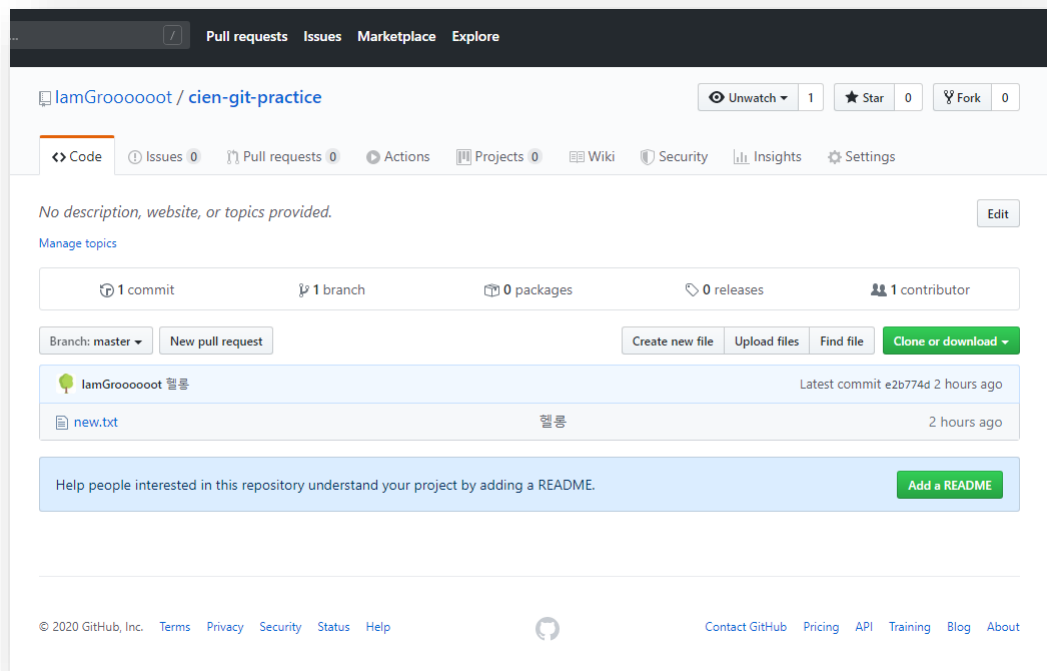 ... / Pull requests Issues Marketplace Explore
IamGroooooot / cien-git-practice Unwatch 1 Star 0 Fork 0
Code Issues 0 Pull requests 0 Actions Projects 0 Wiki Security Insights Settings
No description, website, or topics provided. Edit
Manage topics
1 commit 1 branch 0 packages 0 releases 1 contributor
Branch: master New pull request Create new file Upload files Find file Clone or download
IamGroooooot 헬롱 Latest commit e2b774d 2 hours ago
new.txt 헬롱 2 hours ago
Help people interested in this repository understand your project by adding a README. Add a README
© 2020 GitHub, Inc. Terms Privacy Security Status Help Contact GitHub Pricing API Training Blog About